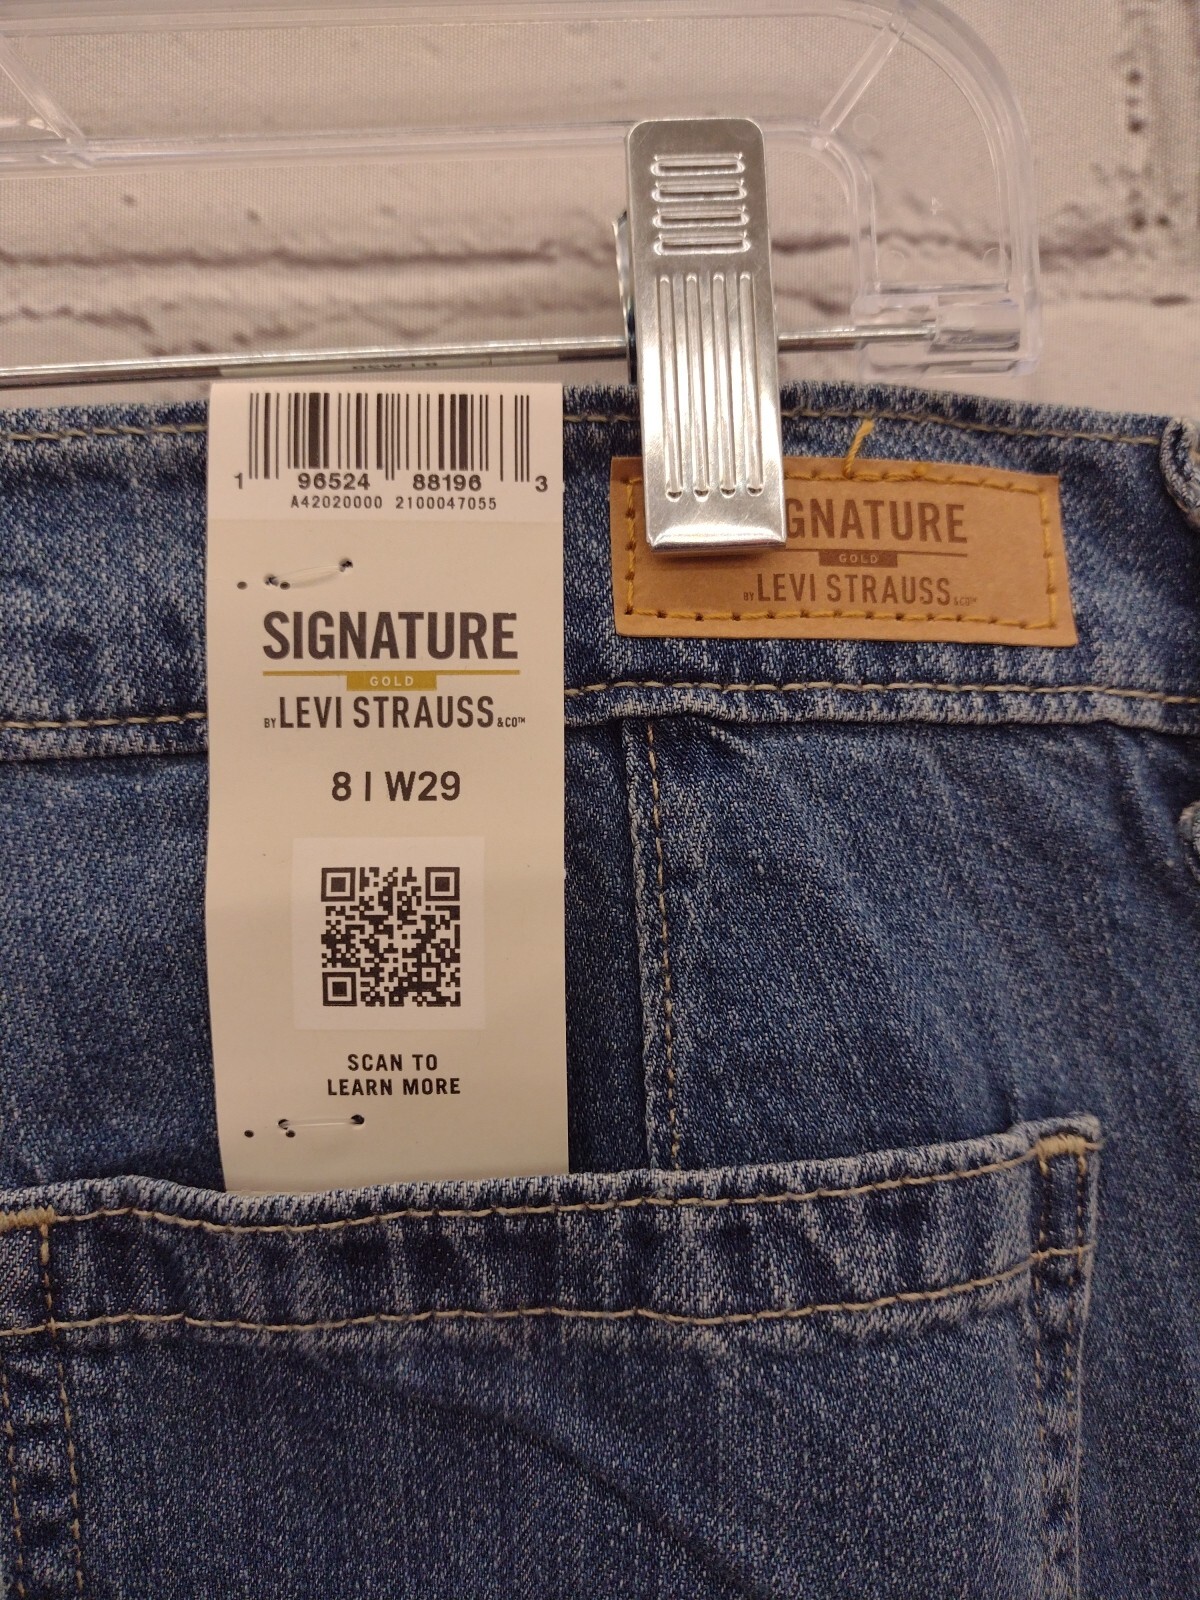 1 96524 88196 3
A42020000 2100047055
SIGNATURE
GOLD
BY LEVI STRAUSS & CO™
8 | W29
SCAN TO
LEARN MORE
GNATURE
GOLD
BY LEVI STRAUSS & CO™